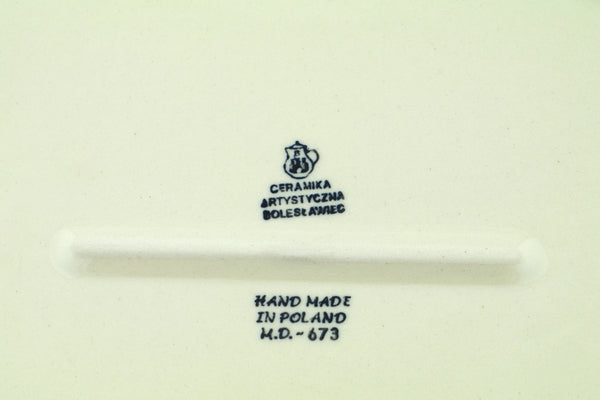 CERAMIKA
ARTYSTYCZNA
BOLESŁAWIEC
HAND MADE
IN POLAND
M.D.-673